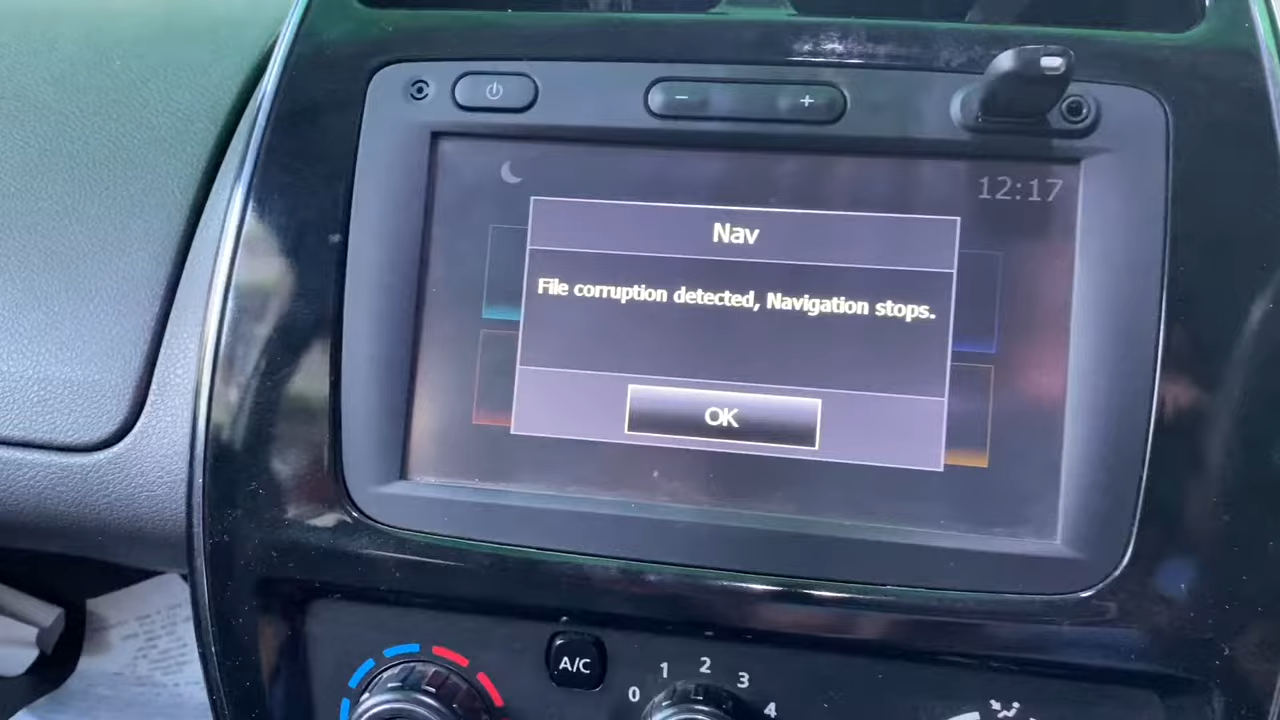 12:17
Nav
File corruption detected, Navigation stops.
OK
A/C
0 1 2 3 4